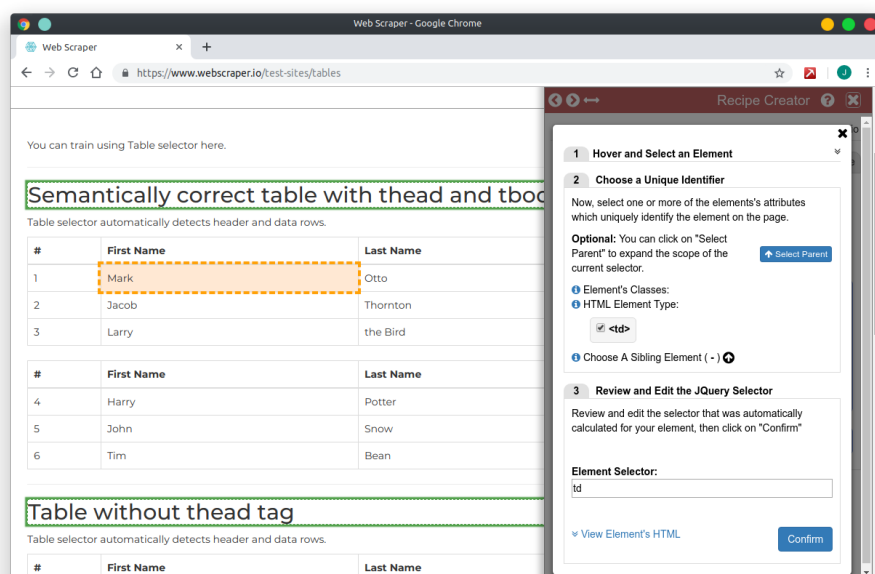 Web Scraper - Google Chrome
Web Scraper × +
https://www.webscraper.io/test-sites/tables
J
Recipe Creator ?
You can train using Table selector here.
Semantically correct table with thead and tbod
Table selector automatically detects header and data rows.
# First Name Last Name
1 Mark Otto
2 Jacob Thornton
3 Larry the Bird
# First Name Last Name
4 Harry Potter
5 John Snow
6 Tim Bean
Table without thead tag
Table selector automatically detects header and data rows.
# First Name Last Name
1 Hover and Select an Element
2 Choose a Unique Identifier
Now, select one or more of the elements's attributes
which uniquely identify the element on the page.
Optional: You can click on "Select
Parent" to expand the scope of the
current selector.
Select Parent
Element's Classes:
HTML Element Type:
<td>
Choose A Sibling Element ( - )
3 Review and Edit the JQuery Selector
Review and edit the selector that was automatically
calculated for your element, then click on "Confirm"
Element Selector:
td
View Element's HTML
Confirm